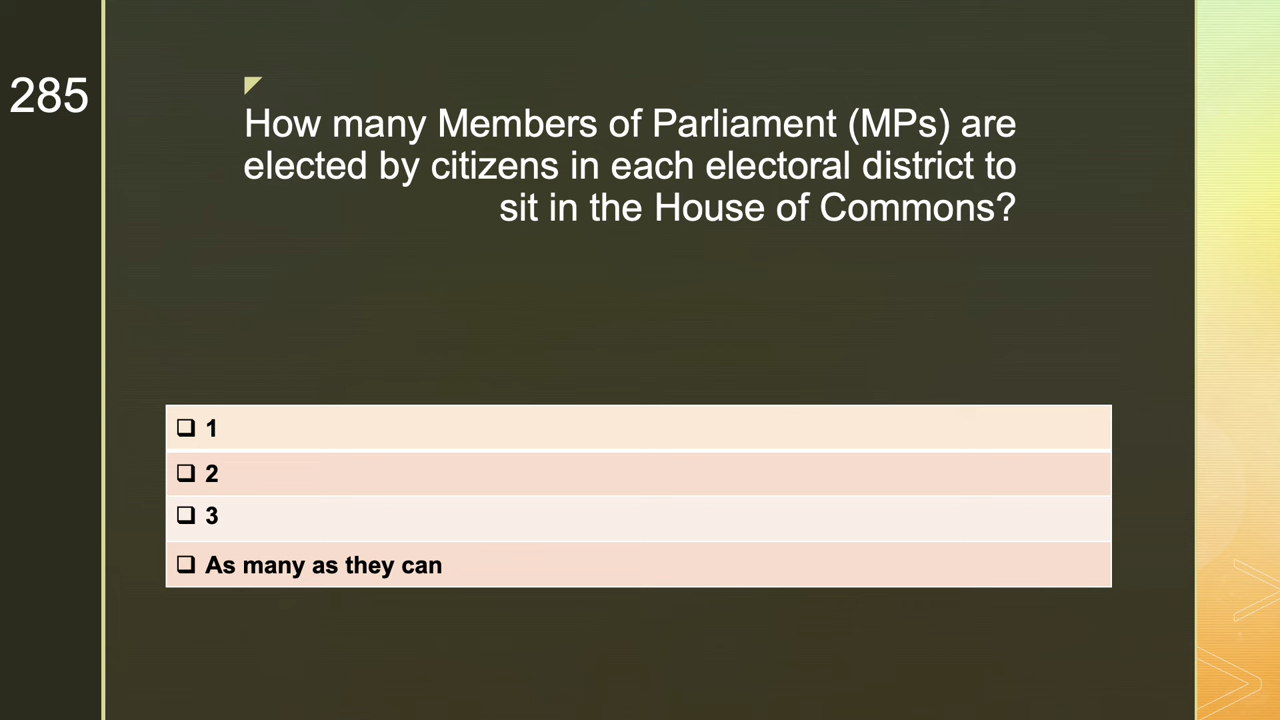 285
How many Members of Parliament (MPs) are
elected by citizens in each electoral district to
sit in the House of Commons?
❑ 1
❑ 2
❑ 3
❑ As many as they can